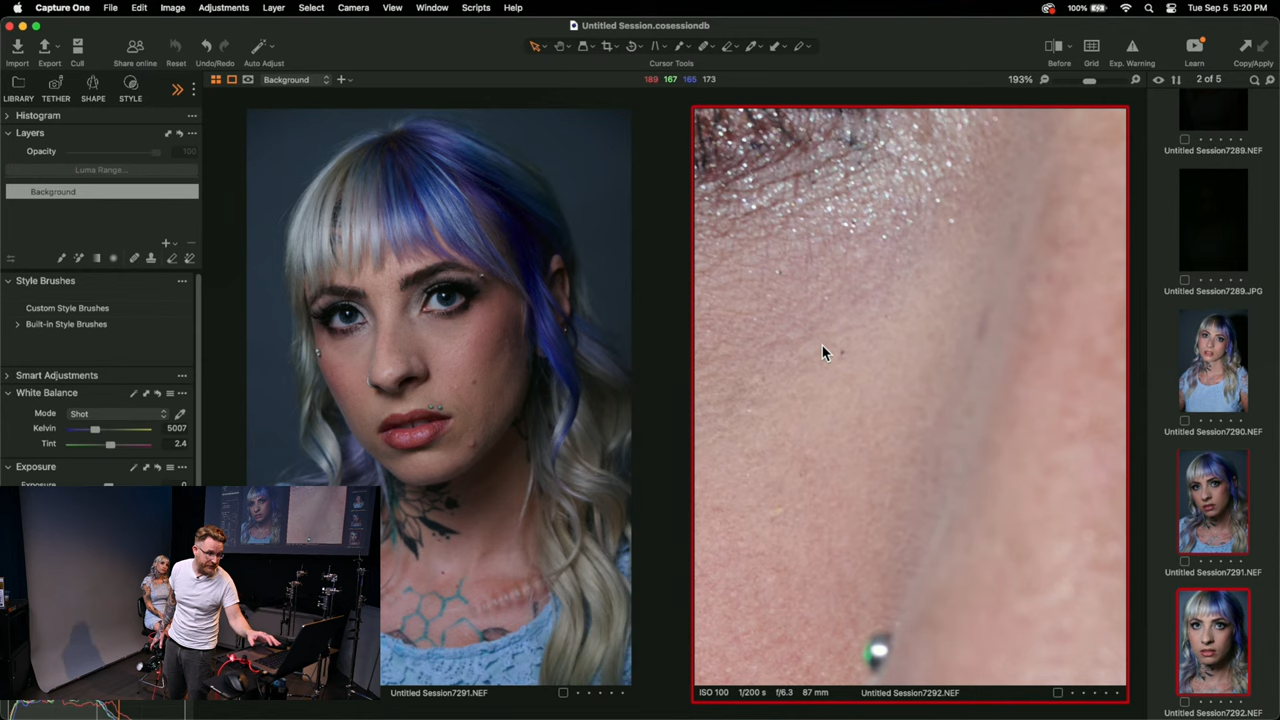 Capture One File Edit Image Adjustments Layer Select Camera View Window Scripts Help 100% Tue Sep 5 5:20 PM
Untitled Session.cosessiondb
Import Export Cull Share online Reset Undo/Redo Auto Adjust Cursor Tools Before Grid Exp. Warning Learn Copy/Apply
Background 189 167 165 173 193% 2 of 5
LIBRARY TETHER SHAPE STYLE
Histogram
Layers
Opacity 100
Luma Range...
Background
Style Brushes
Custom Style Brushes
Built-in Style Brushes
Smart Adjustments
White Balance
Mode Shot
Kelvin 5007
Tint 2.4
Exposure
Exposure 0
Untitled Session7291.NEF
ISO 100 1/200 s f/6.3 87 mm Untitled Session7292.NEF
Untitled Session7289.NEF
Untitled Session7289.JPG
Untitled Session7290.NEF
Untitled Session7291.NEF
Untitled Session7292.NEF